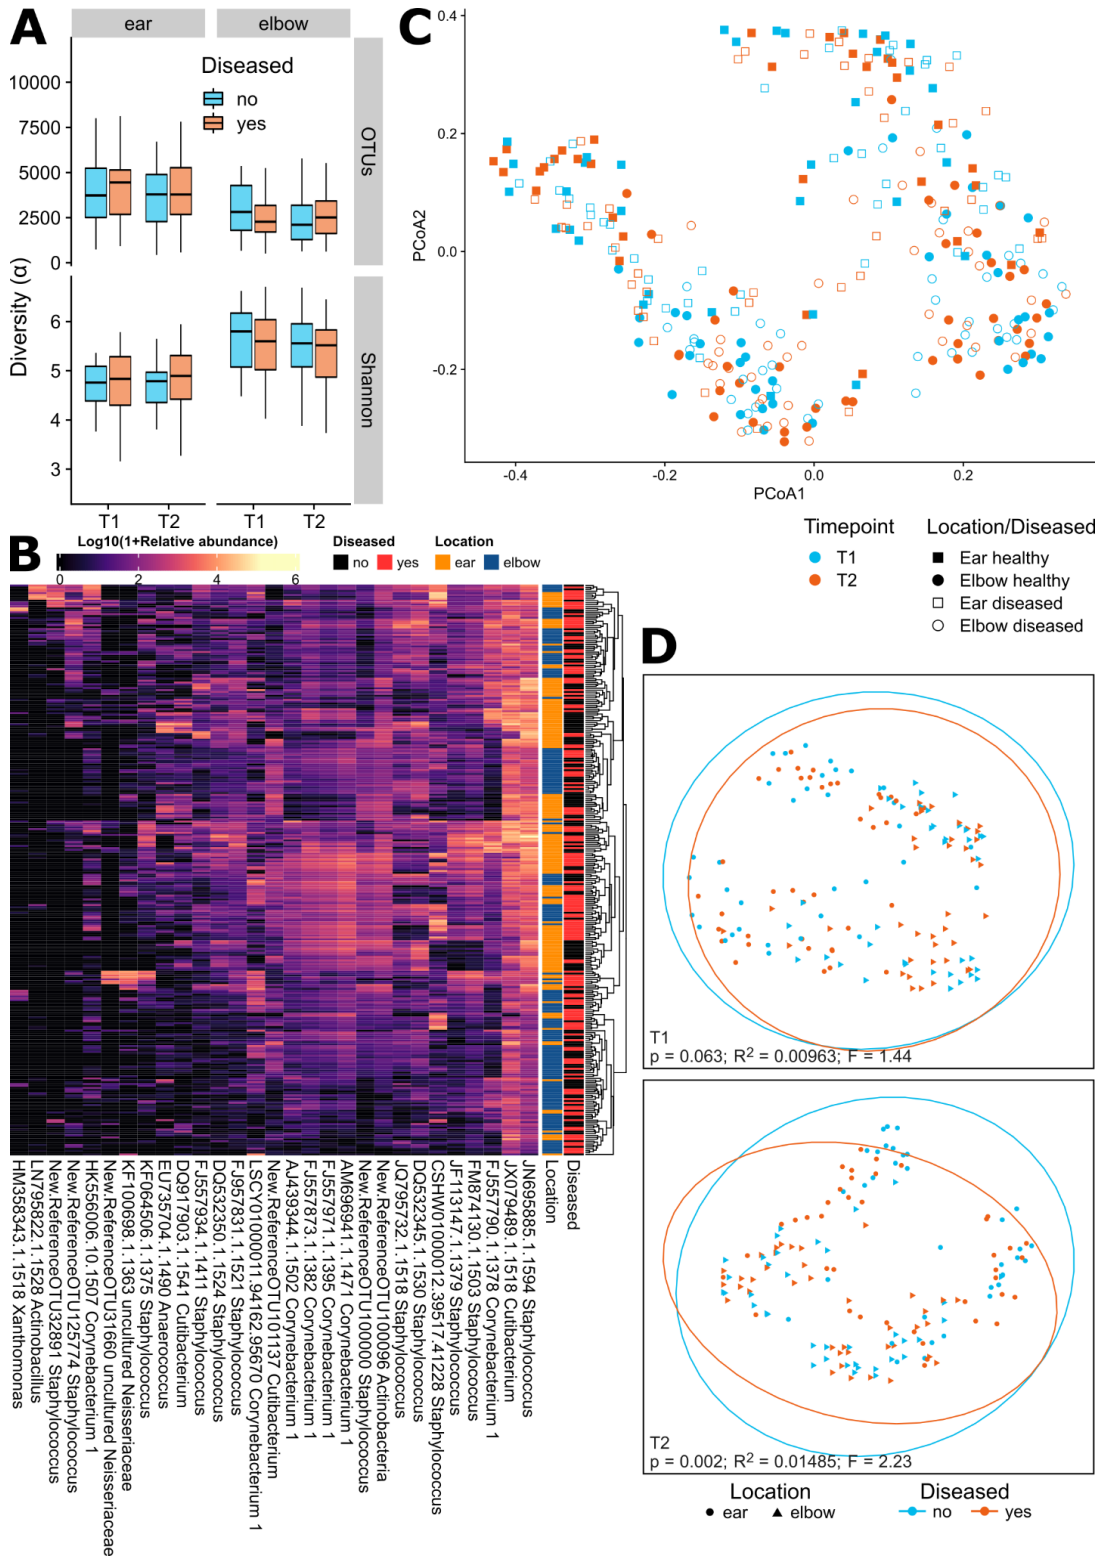 A
ear
elbow
Diseased
no
yes
10000
7500
5000
2500
0
OTUs
6
5
4
3
Shannon
Diversity (α)
T1
T2
T1
T2
C
0.4
0.2
0.0
-0.2
PCoA2
-0.4
-0.2
0.0
0.2
PCoA1
Timepoint
T1
T2
Location/Diseased
Ear healthy
Elbow healthy
Ear diseased
Elbow diseased
B
Log10(1+Relative abundance)
0
2
4
6
Diseased
no
yes
Location
ear
elbow
HM358343.1.1518 Xanthomonas
LN795822.1.1528 Actinobacillus
New.ReferenceOTU32891 Staphylococcus
New.ReferenceOTU125774 Staphylococcus
HK556006.10.1507 Corynebacterium 1
New.ReferenceOTU31660 uncultured Neisseriaceae
KF100698.1.1363 uncultured Neisseriaceae
KF064506.1.1375 Staphylococcus
EU735704.1.1490 Anaerococcus
DQ917903.1.1541 Cutibacterium
FJ557934.1.1411 Staphylococcus
DQ532360.1.1524 Staphylococcus
FJ957831.1.1521 Staphylococcus
LSCY01000011.94162.95670 Corynebacterium 1
New.ReferenceOTU101137 Cutibacterium
AJ439344.1.1502 Corynebacterium 1
FJ557873.1.1382 Corynebacterium 1
FJ557971.1.1395 Corynebacterium 1
AM696941.1.1471 Corynebacterium 1
New.ReferenceOTU100000 Staphylococcus
New.ReferenceOTU100096 Actinobacteria
JQ795732.1.1518 Staphylococcus
DQ532345.1.1530 Staphylococcus
CSHW01000012.39517.41228 Staphylococcus
JF113147.1.1379 Staphylococcus
FM874130.1.1503 Staphylococcus
FJ557790.1.1378 Corynebacterium 1
JX079489.1.1518 Cutibacterium
JN695885.1.1594 Staphylococcus
Location
Diseased
D
T1
p = 0.063; R² = 0.00963; F = 1.44
T2
p = 0.002; R² = 0.01485; F = 2.23
Location
ear
elbow
Diseased
no
yes